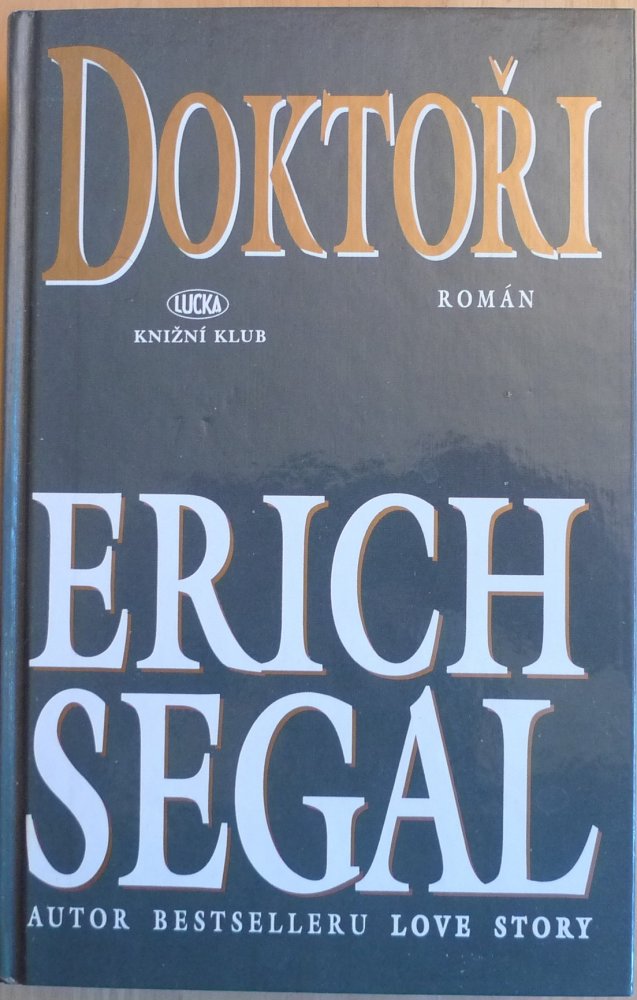 DOKTOŘI
LUCKA
KNIŽNÍ KLUB
ROMÁN
ERICH
SEGAL
AUTOR BESTSELLERU LOVE STORY